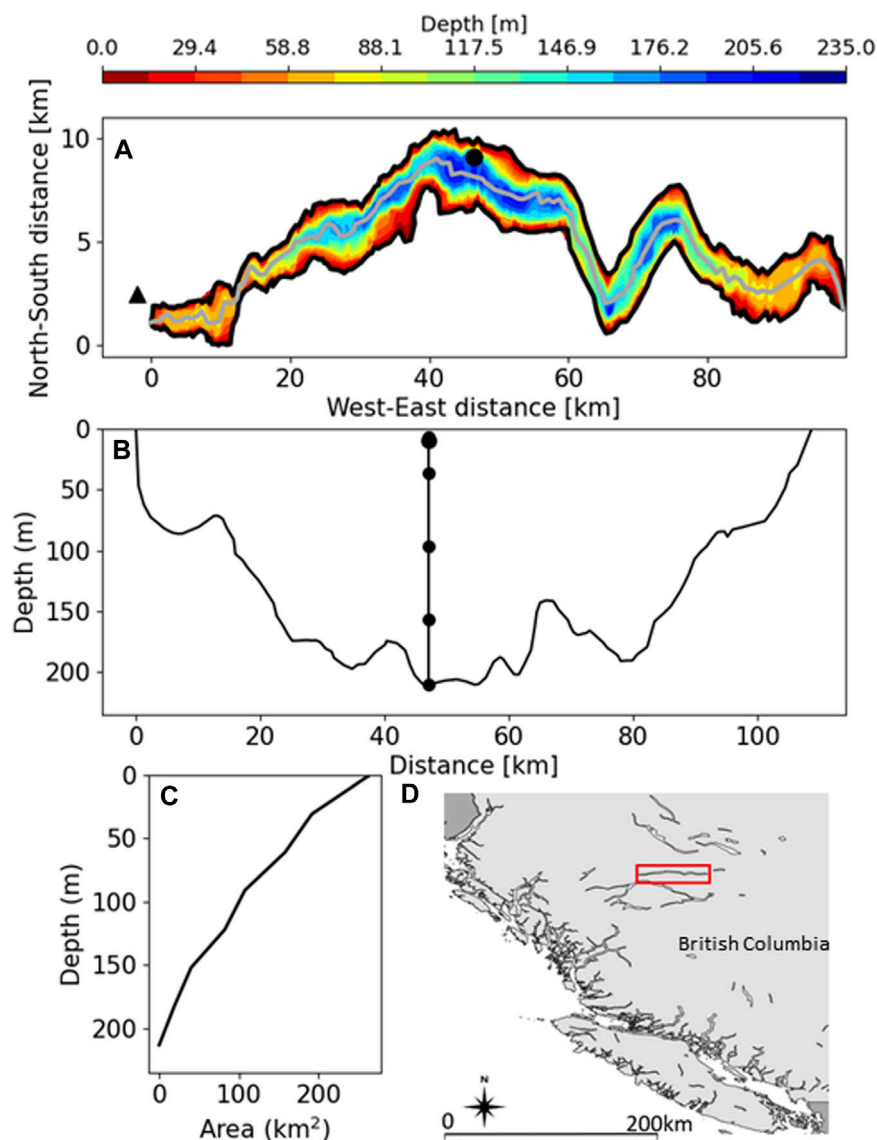 Depth [m]
0.0 29.4 58.8 88.1 117.5 146.9 176.2 205.6 235.0
A
North-South distance [km]
10
5
0
0 20 40 60 80
West-East distance [km]
B
Depth (m)
0
50
100
150
200
0 20 40 60 80 100
Distance [km]
C
Depth (m)
0
50
100
150
200
0 100 200
Area (km²)
D
British Columbia
N
0 200km